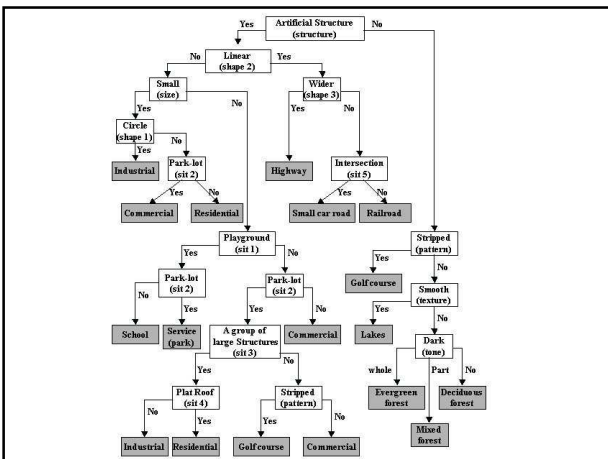 Artificial Structure
(structure)
Yes
No
Linear
(shape 2)
No
Yes
Small
(size)
Wider
(shape 3)
Yes
No
Yes
No
Circle
(shape 1)
Yes
No
Industrial
Park-lot
(sit 2)
Highway
Intersection
(sit 5)
Yes
No
Yes
No
Commercial
Residential
Small car road
Railroad
Playground
(sit 1)
Stripped
(pattern)
Yes
No
Yes
No
Park-lot
(sit 2)
Park-lot
(sit 2)
Golf course
Smooth
(texture)
No
Yes
Yes
No
Yes
No
School
Service
(park)
A group of
large Structures
(sit 3)
Commercial
Lakes
Dark
(tone)
Yes
No
whole
Part
No
Plat Roof
(sit 4)
Stripped
(pattern)
Evergreen
forest
Deciduous
forest
No
Yes
Yes
No
Mixed
forest
Industrial
Residential
Golf course
Commercial